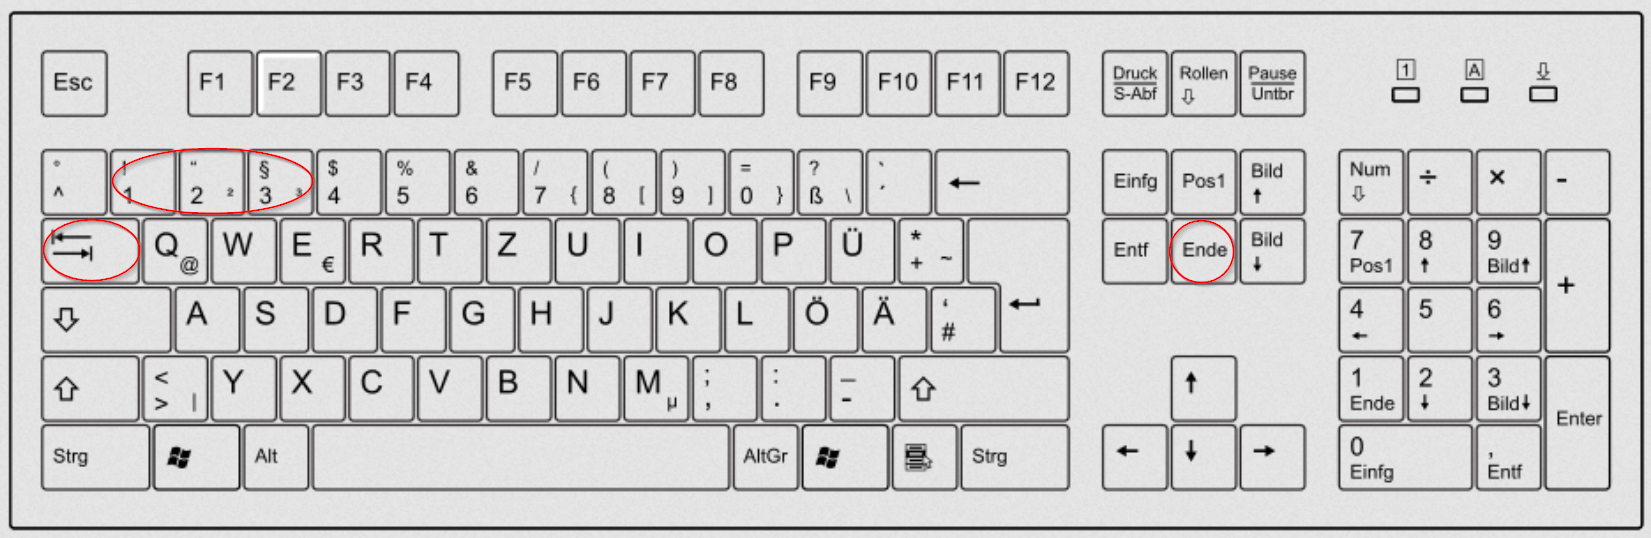 Esc F1 F2 F3 F4 F5 F6 F7 F8 F9 F10 F11 F12 Druck S-Abf Rollen ⇩ Pause Untbr 1 A ⇩
° ^ ! 1 " 2 ² § 3 ³ $ 4 % 5 & 6 / 7 { ( 8 [ ) 9 ] = 0 } ? ß \ ` ´ ← Einfg Pos1 Bild ↑ Num ⇩ ÷ × -
Q @ W E € R T Z U I O P Ü * + ~ Entf Ende Bild ↓ 7 Pos1 8 ↑ 9 Bild↑ +
⇩ A S D F G H J K L Ö Ä ' # ↵ 4 ← 5 6 →
⇧ < > | Y X C V B N M µ ; , : . _ - ⇧ ↑ 1 Ende 2 ↓ 3 Bild↓ Enter
Strg Alt AltGr Strg ← ↓ → 0 Einfg , Entf